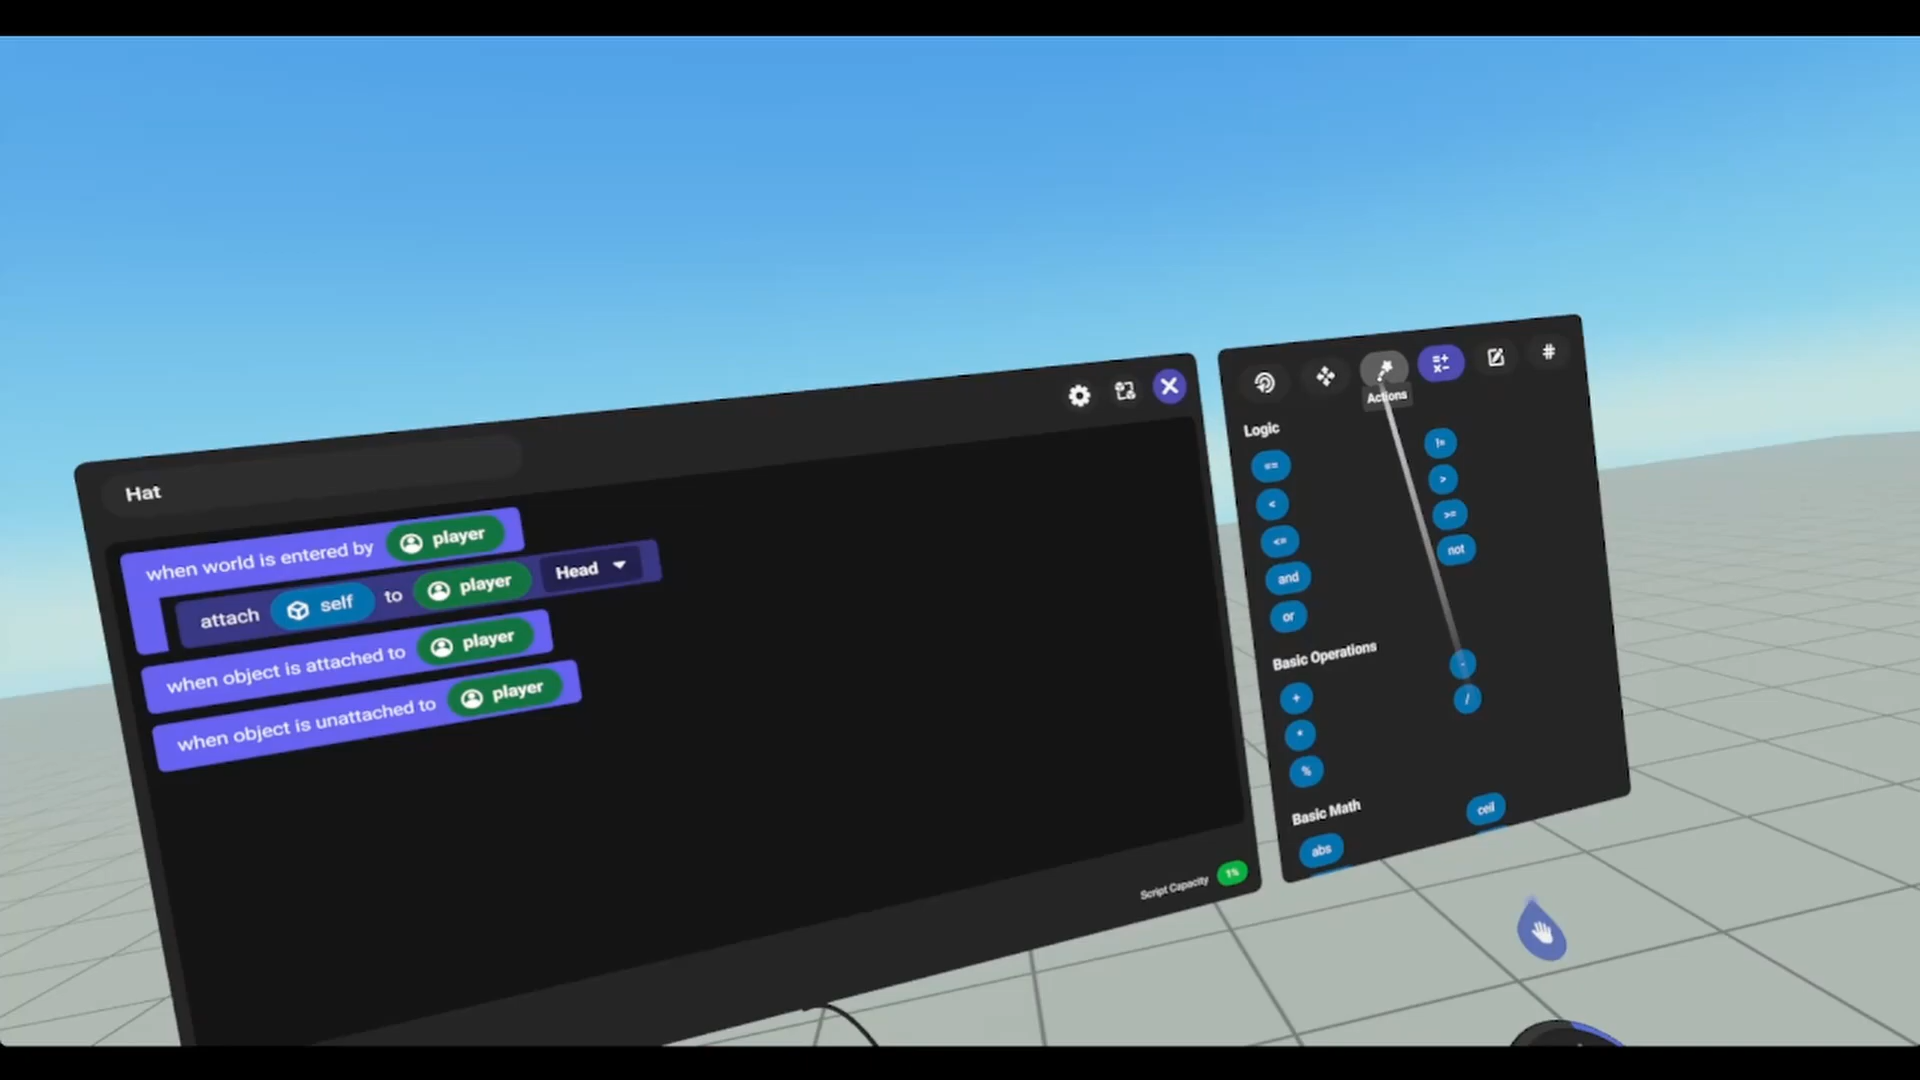 Hat
when world is entered by player
attach self to player Head
when object is attached to player
when object is unattached to player
Script Capacity 1%
Actions
#
Logic
== !=
< >
<= >=
and not
or
Basic Operations
+ -
* /
%
Basic Math
abs ceil